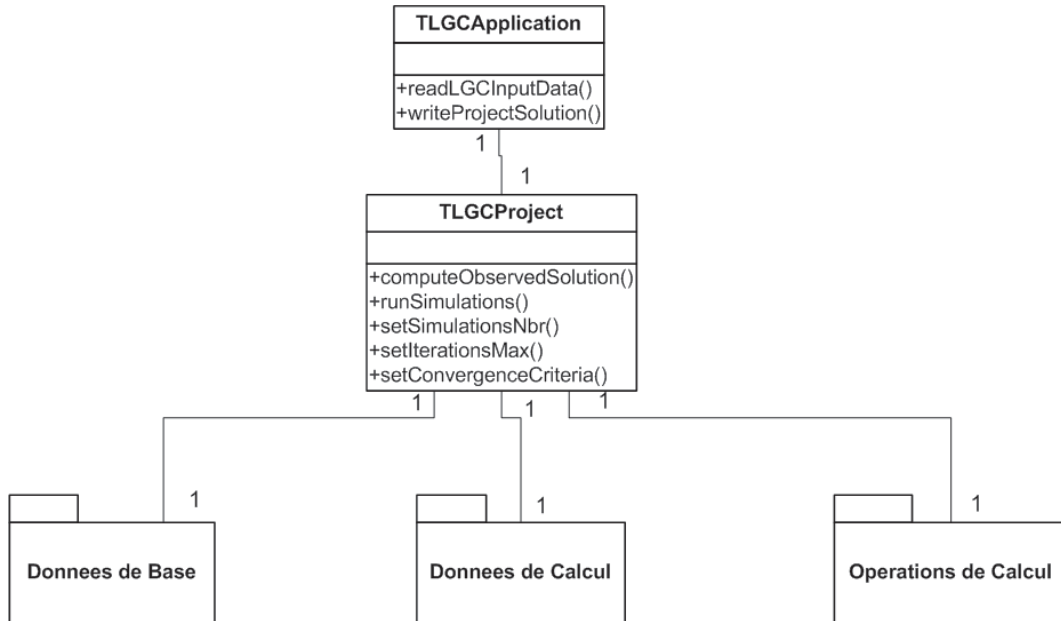 TLGCApplication
+readLGCInputData()
+writeProjectSolution()
1
1
TLGCProject
+computeObservedSolution()
+runSimulations()
+setSimulationsNbr()
+setIterationsMax()
+setConvergenceCriteria()
1
1
1
1
1
1
Donnees de Base
Donnees de Calcul
Operations de Calcul